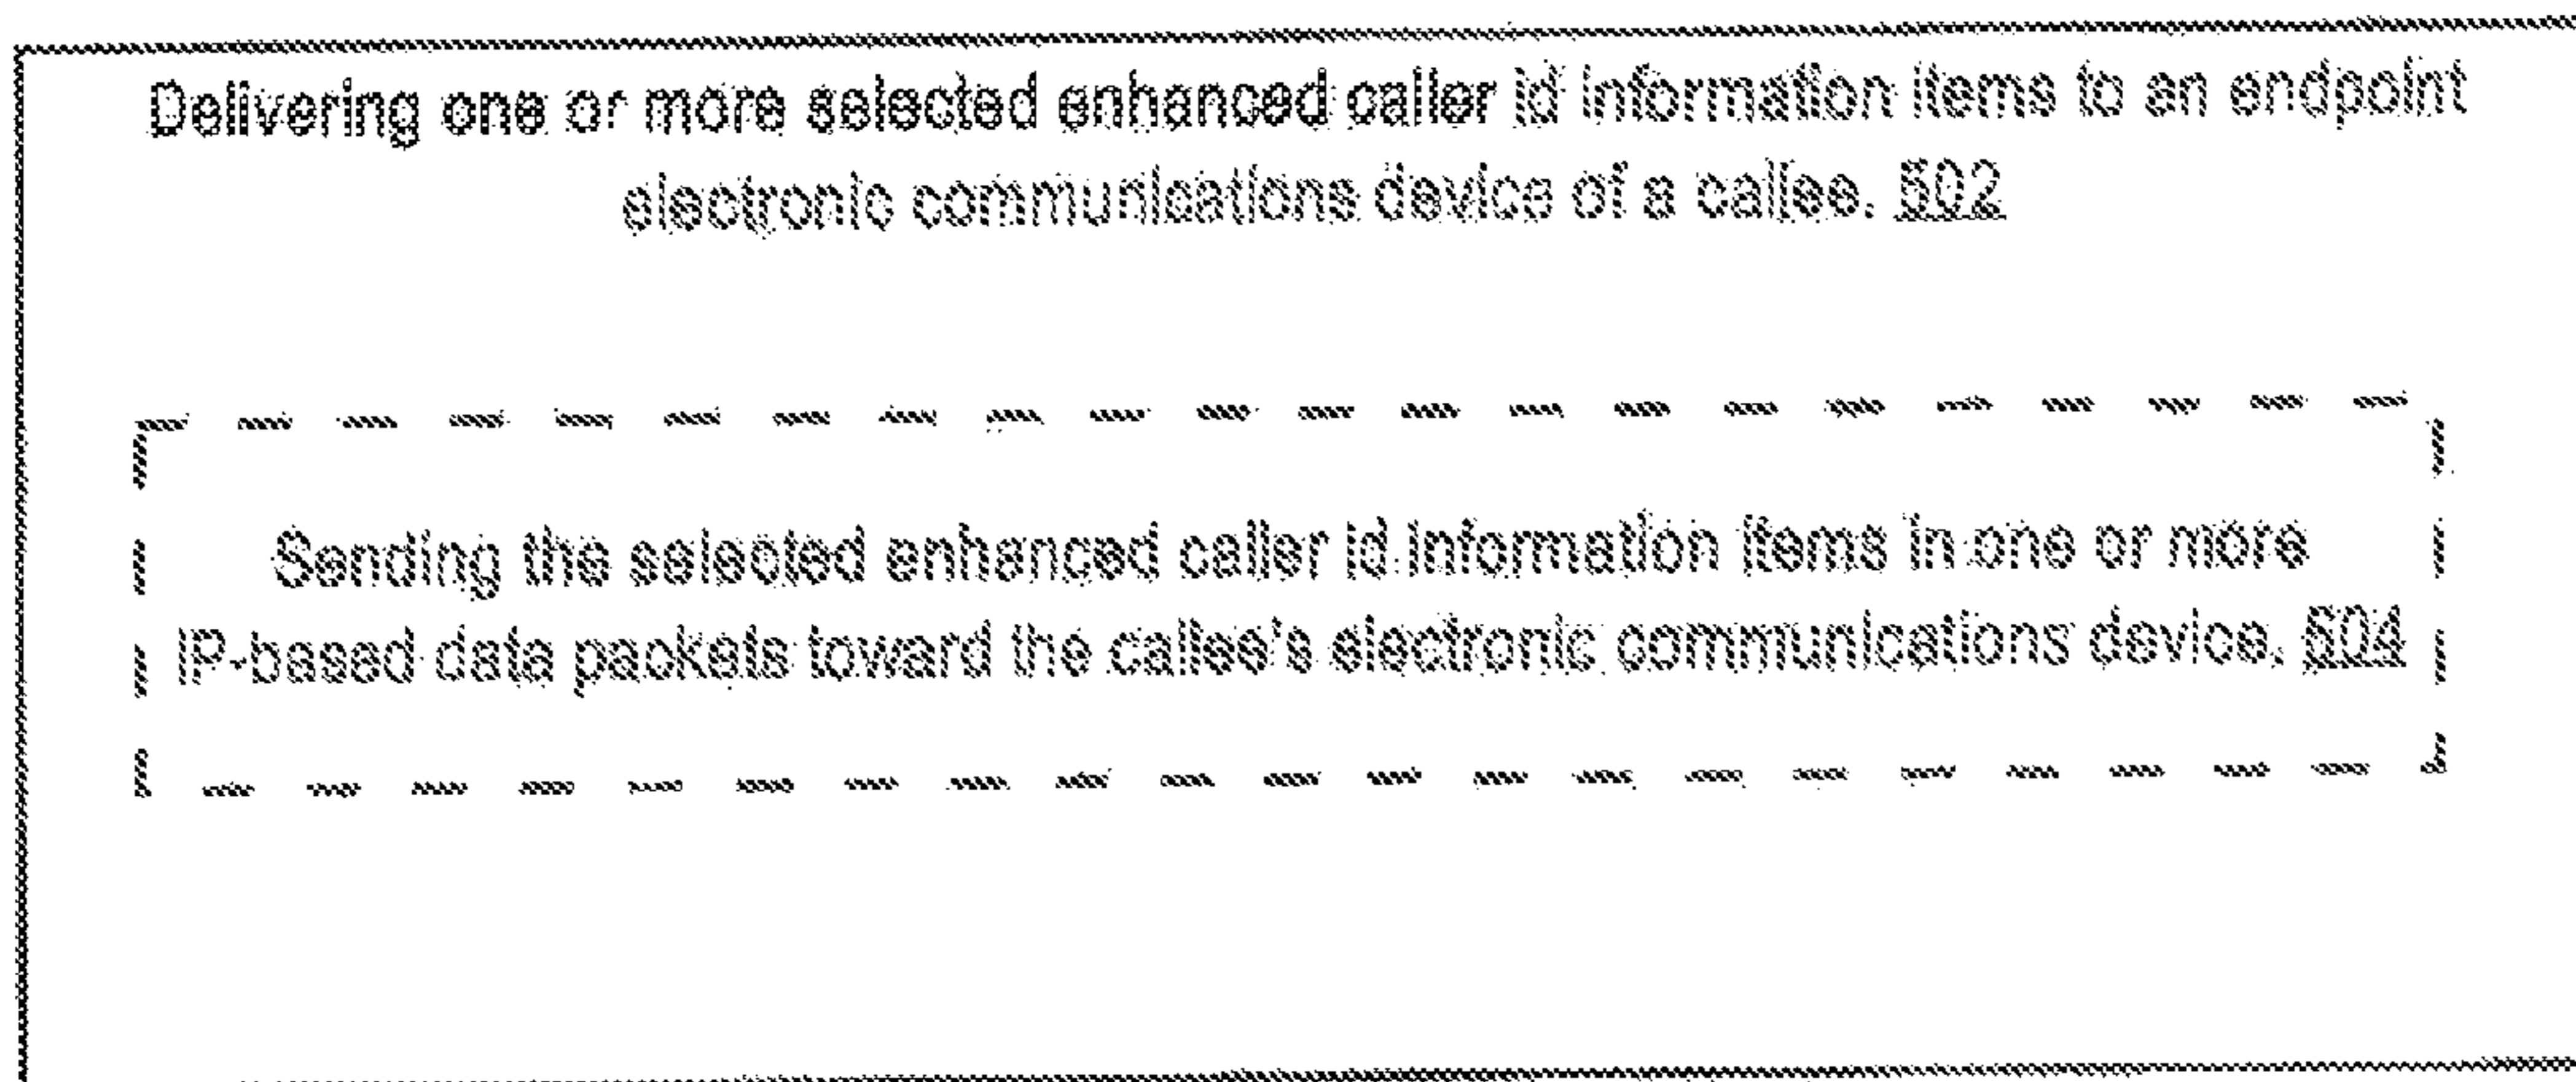 Delivering one or more selected enhanced caller id information items to an endpoint
electronic communications device of a callee. 502
Sending the selected enhanced caller id information items in one or more
IP-based data packets toward the callee's electronic communications device. 504